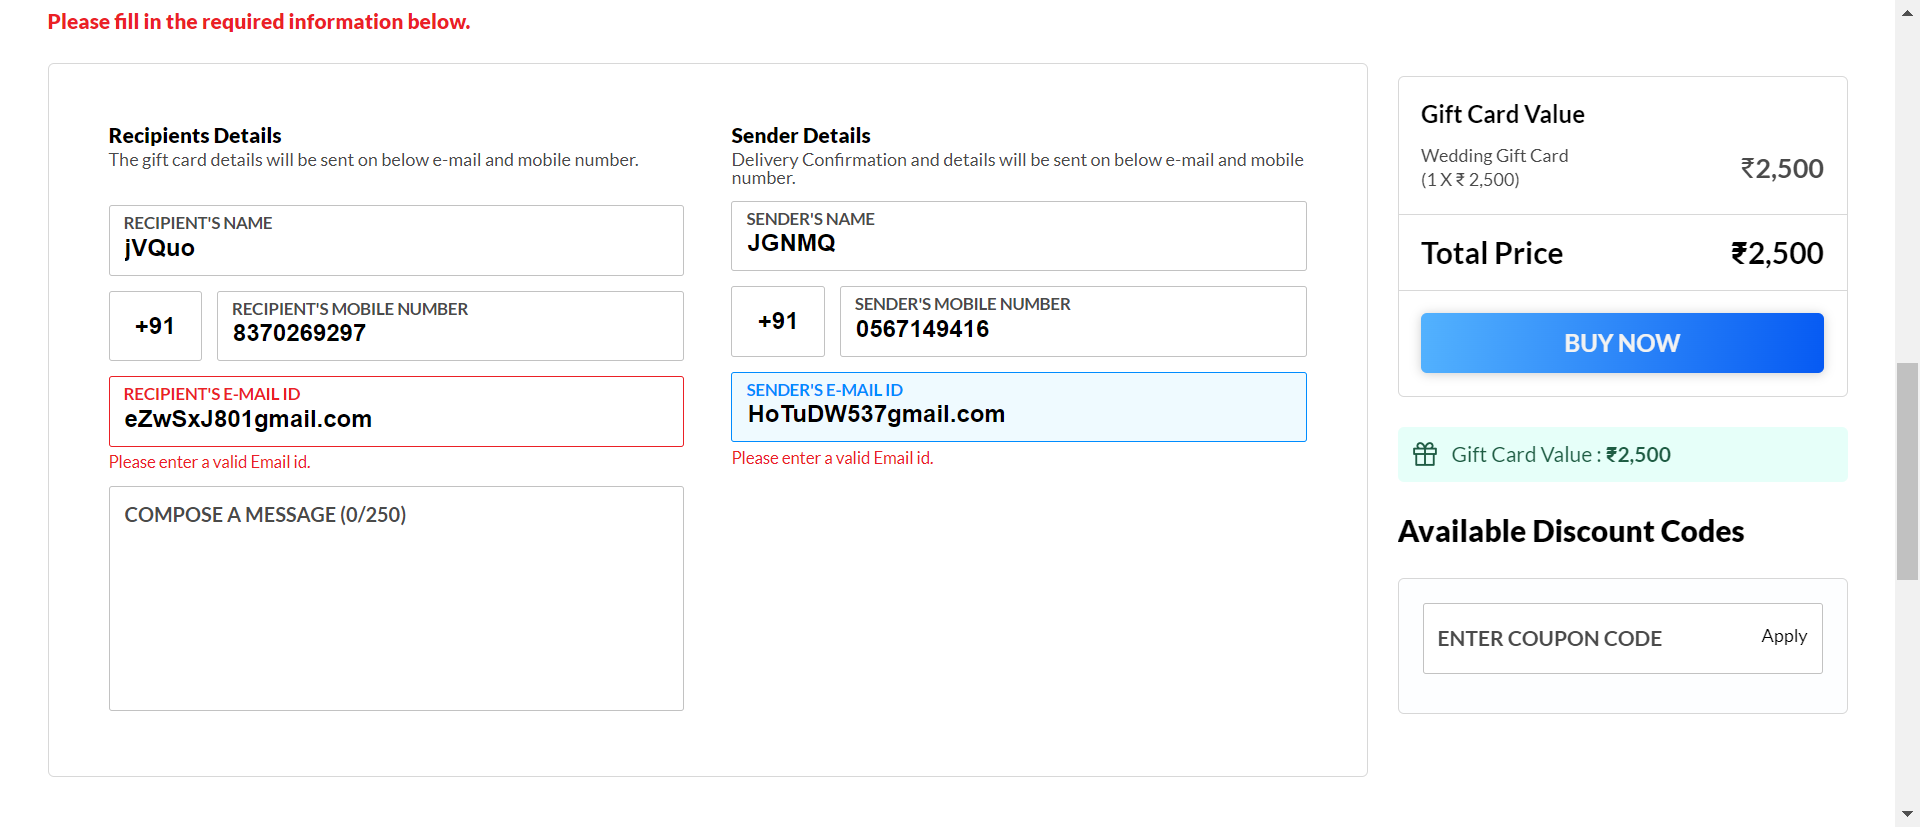 Please fill in the required information below.
Recipients Details
The gift card details will be sent on below e-mail and mobile number.
RECIPIENT'S NAME
jVQuo
+91
RECIPIENT'S MOBILE NUMBER
8370269297
RECIPIENT'S E-MAIL ID
eZwSxJ801gmail.com
Please enter a valid Email id.
COMPOSE A MESSAGE (0/250)
Sender Details
Delivery Confirmation and details will be sent on below e-mail and mobile
number.
SENDER'S NAME
JGNMQ
+91
SENDER'S MOBILE NUMBER
0567149416
SENDER'S E-MAIL ID
HoTuDW537gmail.com
Please enter a valid Email id.
Gift Card Value
Wedding Gift Card
(1 X ₹ 2,500)
₹2,500
Total Price
₹2,500
BUY NOW
Gift Card Value : ₹2,500
Available Discount Codes
ENTER COUPON CODE
Apply